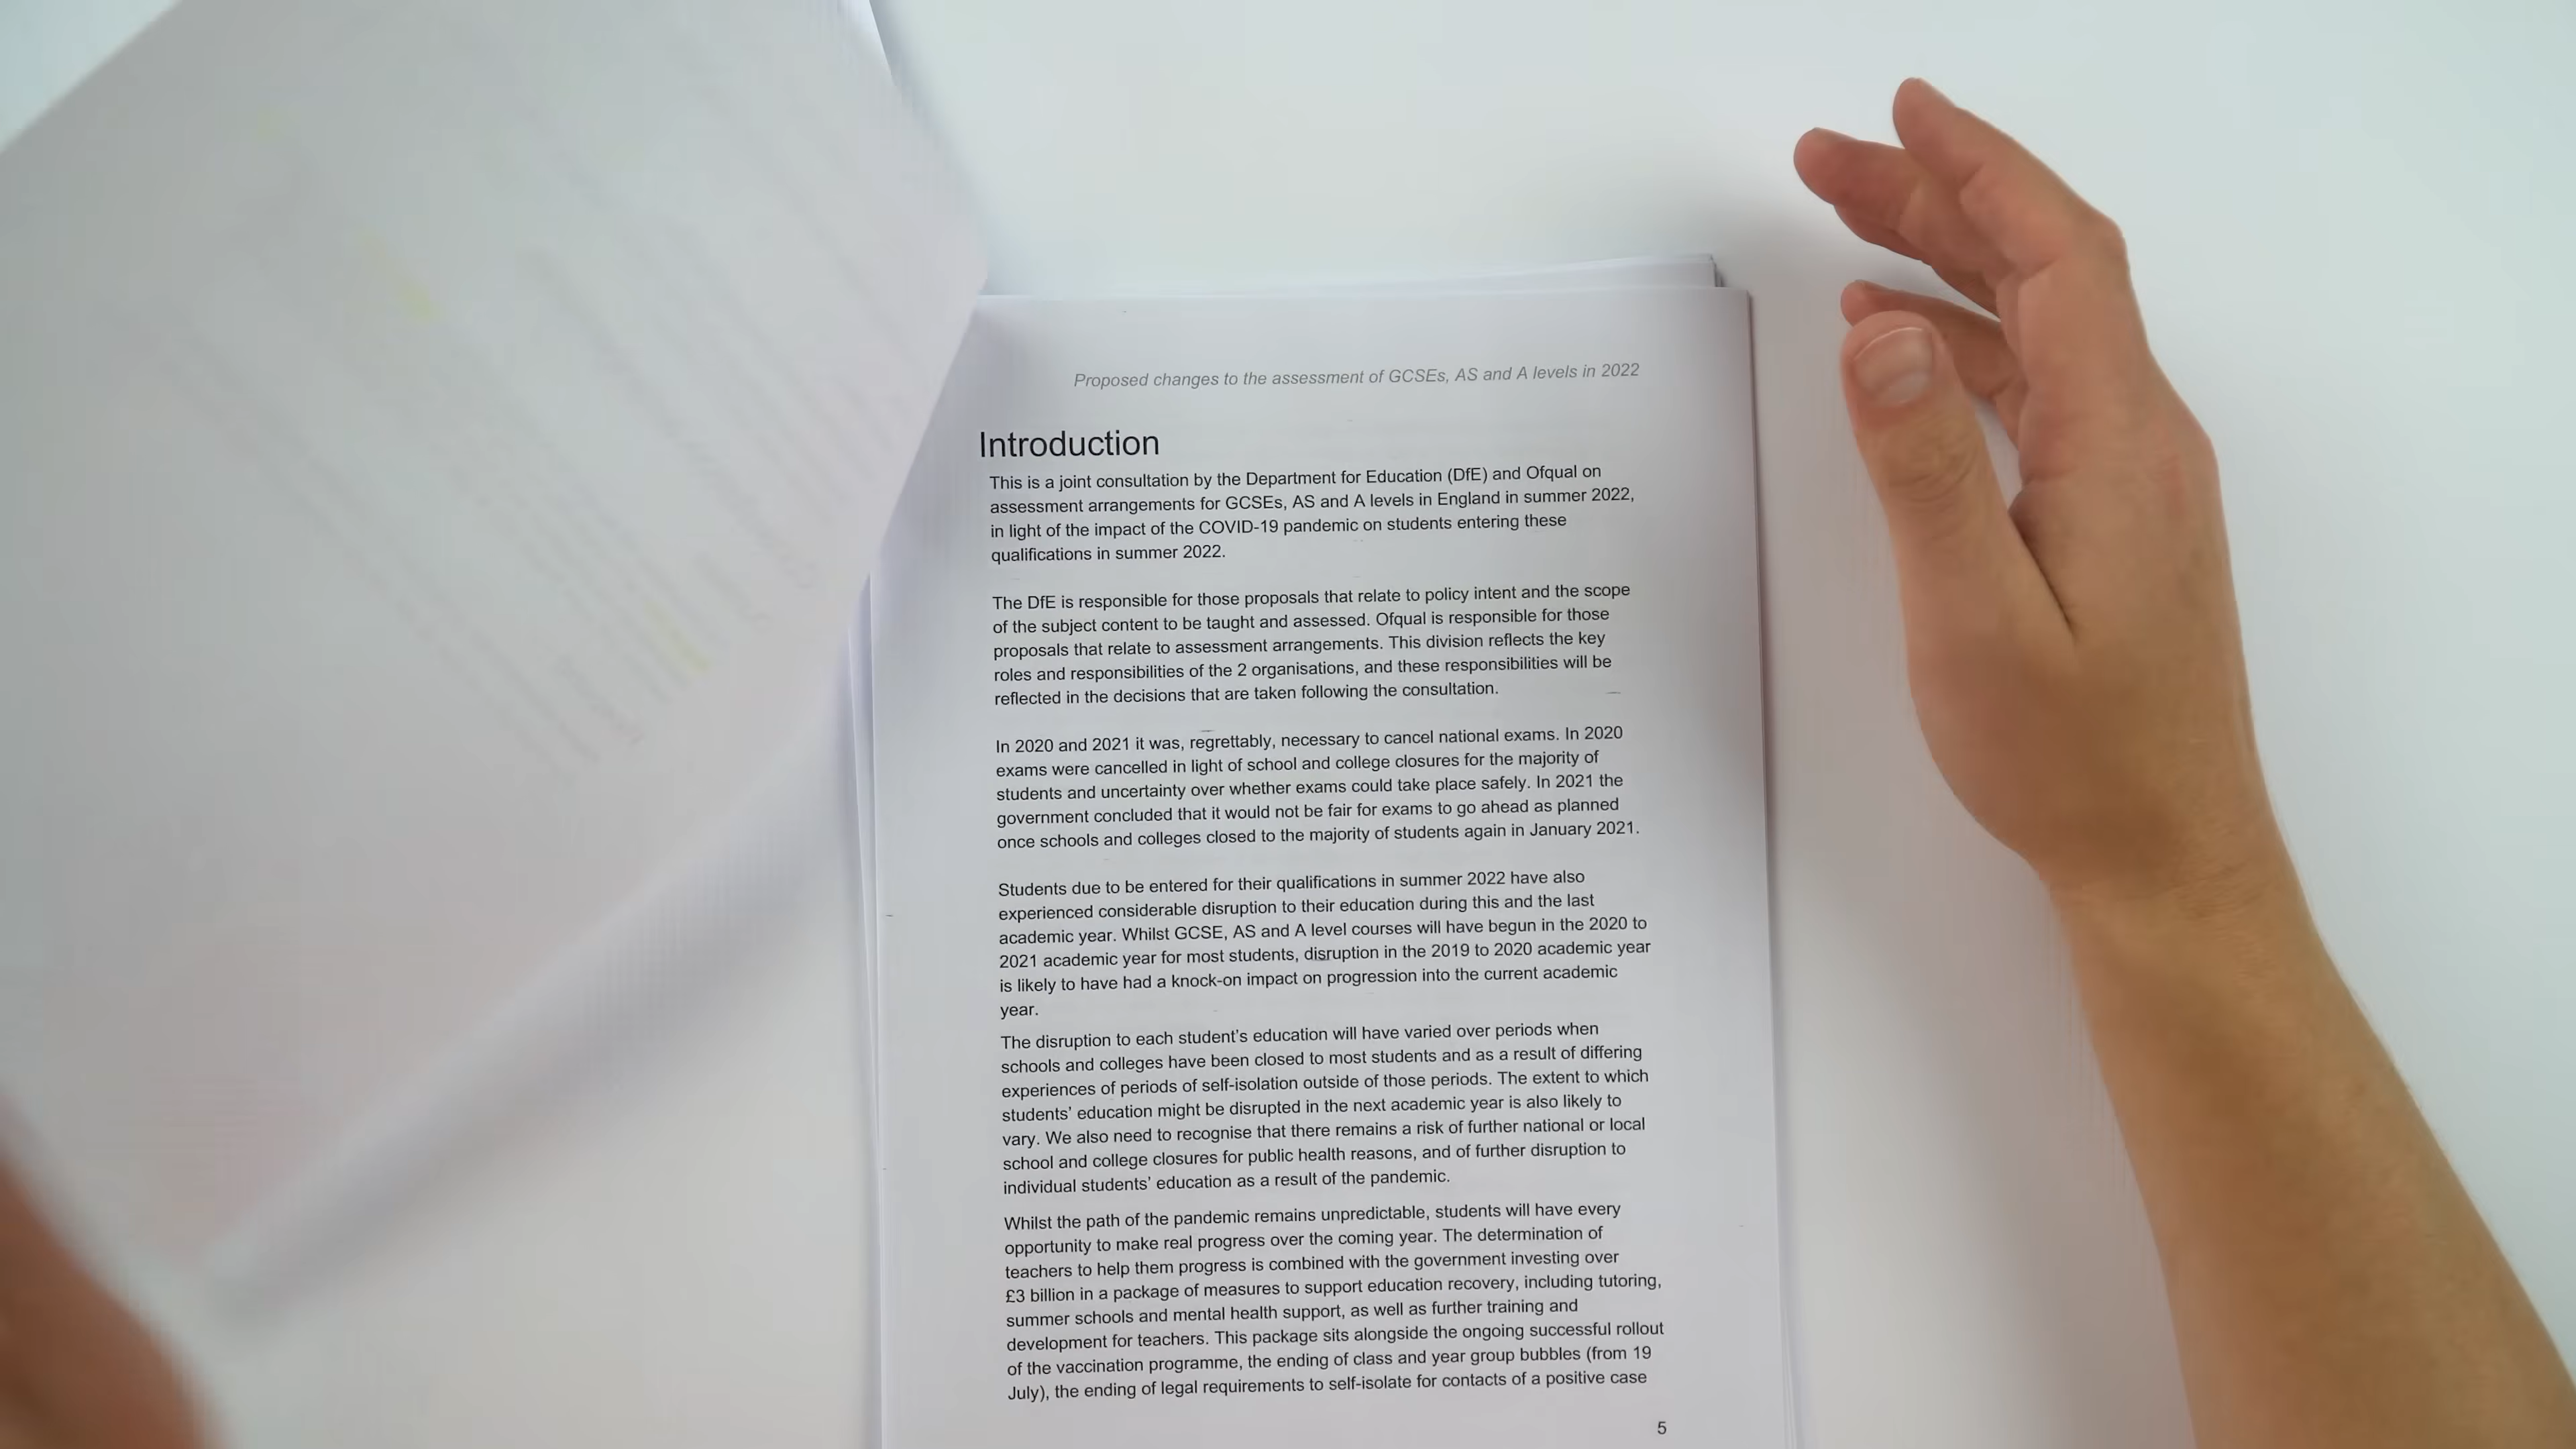 Proposed changes to the assessment of GCSEs, AS and A levels in 2022
Introduction
This is a joint consultation by the Department for Education (DfE) and Ofqual on
assessment arrangements for GCSEs, AS and A levels in England in summer 2022,
in light of the impact of the COVID-19 pandemic on students entering these
qualifications in summer 2022.
The DfE is responsible for those proposals that relate to policy intent and the scope
of the subject content to be taught and assessed. Ofqual is responsible for those
proposals that relate to assessment arrangements. This division reflects the key
roles and responsibilities of the 2 organisations, and these responsibilities will be
reflected in the decisions that are taken following the consultation.
In 2020 and 2021 it was, regrettably, necessary to cancel national exams. In 2020
exams were cancelled in light of school and college closures for the majority of
students and uncertainty over whether exams could take place safely. In 2021 the
government concluded that it would not be fair for exams to go ahead as planned
once schools and colleges closed to the majority of students again in January 2021.
Students due to be entered for their qualifications in summer 2022 have also
experienced considerable disruption to their education during this and the last
academic year. Whilst GCSE, AS and A level courses will have begun in the 2020 to
2021 academic year for most students, disruption in the 2019 to 2020 academic year
is likely to have had a knock-on impact on progression into the current academic
year.
The disruption to each student's education will have varied over periods when
schools and colleges have been closed to most students and as a result of differing
experiences of periods of self-isolation outside of those periods. The extent to which
students' education might be disrupted in the next academic year is also likely to
vary. We also need to recognise that there remains a risk of further national or local
school and college closures for public health reasons, and of further disruption to
individual students' education as a result of the pandemic.
Whilst the path of the pandemic remains unpredictable, students will have every
opportunity to make real progress over the coming year. The determination of
teachers to help them progress is combined with the government investing over
£3 billion in a package of measures to support education recovery, including tutoring,
summer schools and mental health support, as well as further training and
development for teachers. This package sits alongside the ongoing successful rollout
of the vaccination programme, the ending of class and year group bubbles (from 19
July), the ending of legal requirements to self-isolate for contacts of a positive case
5